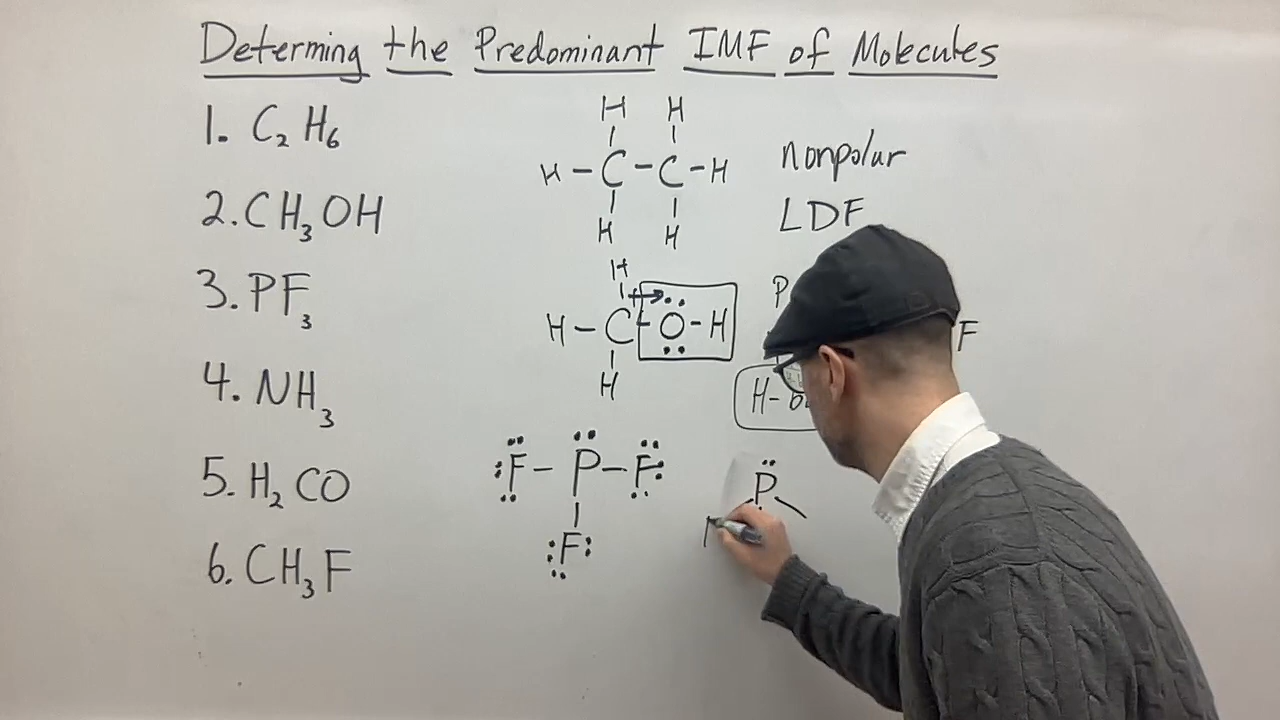 Determing the Predominant IMF of Molecules
1. C₂H₆
2. CH₃OH
3. PF₃
4. NH₃
5. H₂CO
6. CH₃F
H H
H – C – C – H
H H
nonpolar
LDF
H
H – C – O – H
H
P
F
H-b
F – P – F
F
P